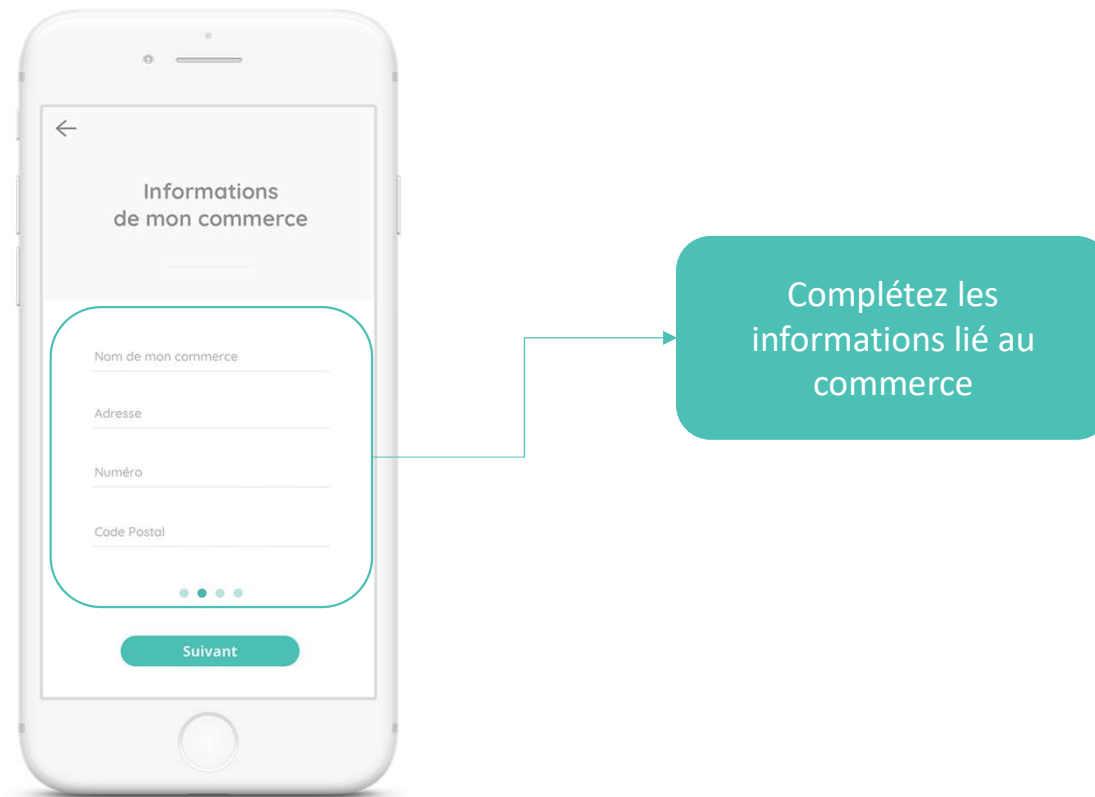 Informations
de mon commerce
Nom de mon commerce
Adresse
Numéro
Code Postal
Suivant
Complétez les
informations lié au
commerce